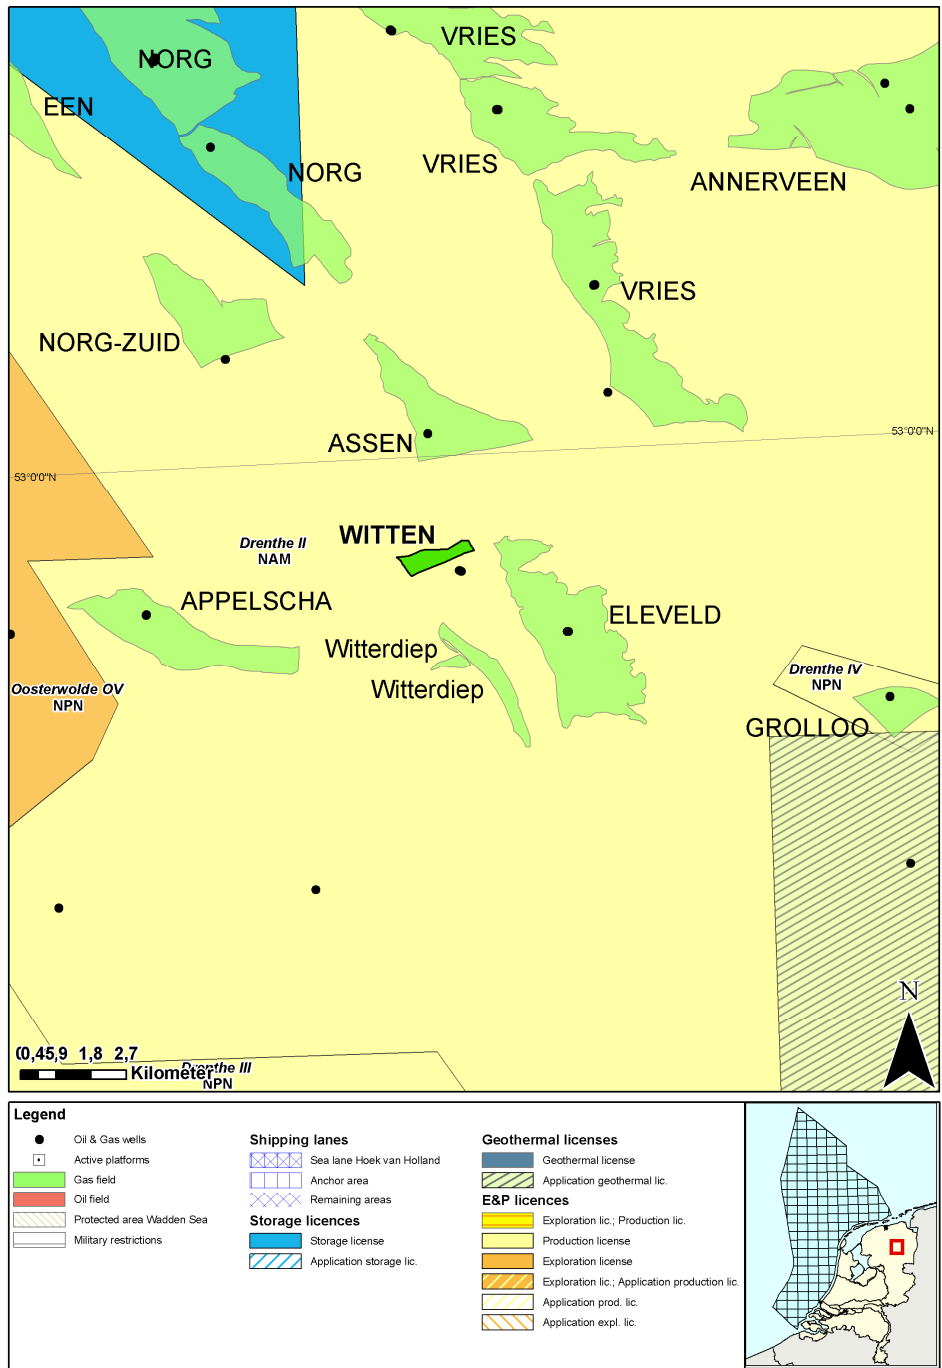 VRIES
NORG
EEN
VRIES
NORG
ANNERVEEN
VRIES
NORG-ZUID
53°0'0"N
ASSEN
53°0'0"N
WITTEN
Drenthe II
NAM
APPELSCHA
ELEVELD
Witterdiep
Drenthe IV
NPN
Oosterwolde OV
NPN
Witterdiep
GROLLOO
N
0 0,45 0,9 1,8 2,7
Kilometer
Drenthe III
NPN
Legend
Oil & Gas wells
Active platforms
Gas field
Oil field
Protected area Wadden Sea
Military restrictions
Shipping lanes
Sea lane Hoek van Holland
Anchor area
Remaining areas
Storage licences
Storage license
Application storage lic.
Geothermal licenses
Geothermal license
Application geothermal lic.
E&P licences
Exploration lic.; Production lic.
Production license
Exploration license
Exploration lic.; Application production lic.
Application prod. lic.
Application expl. lic.